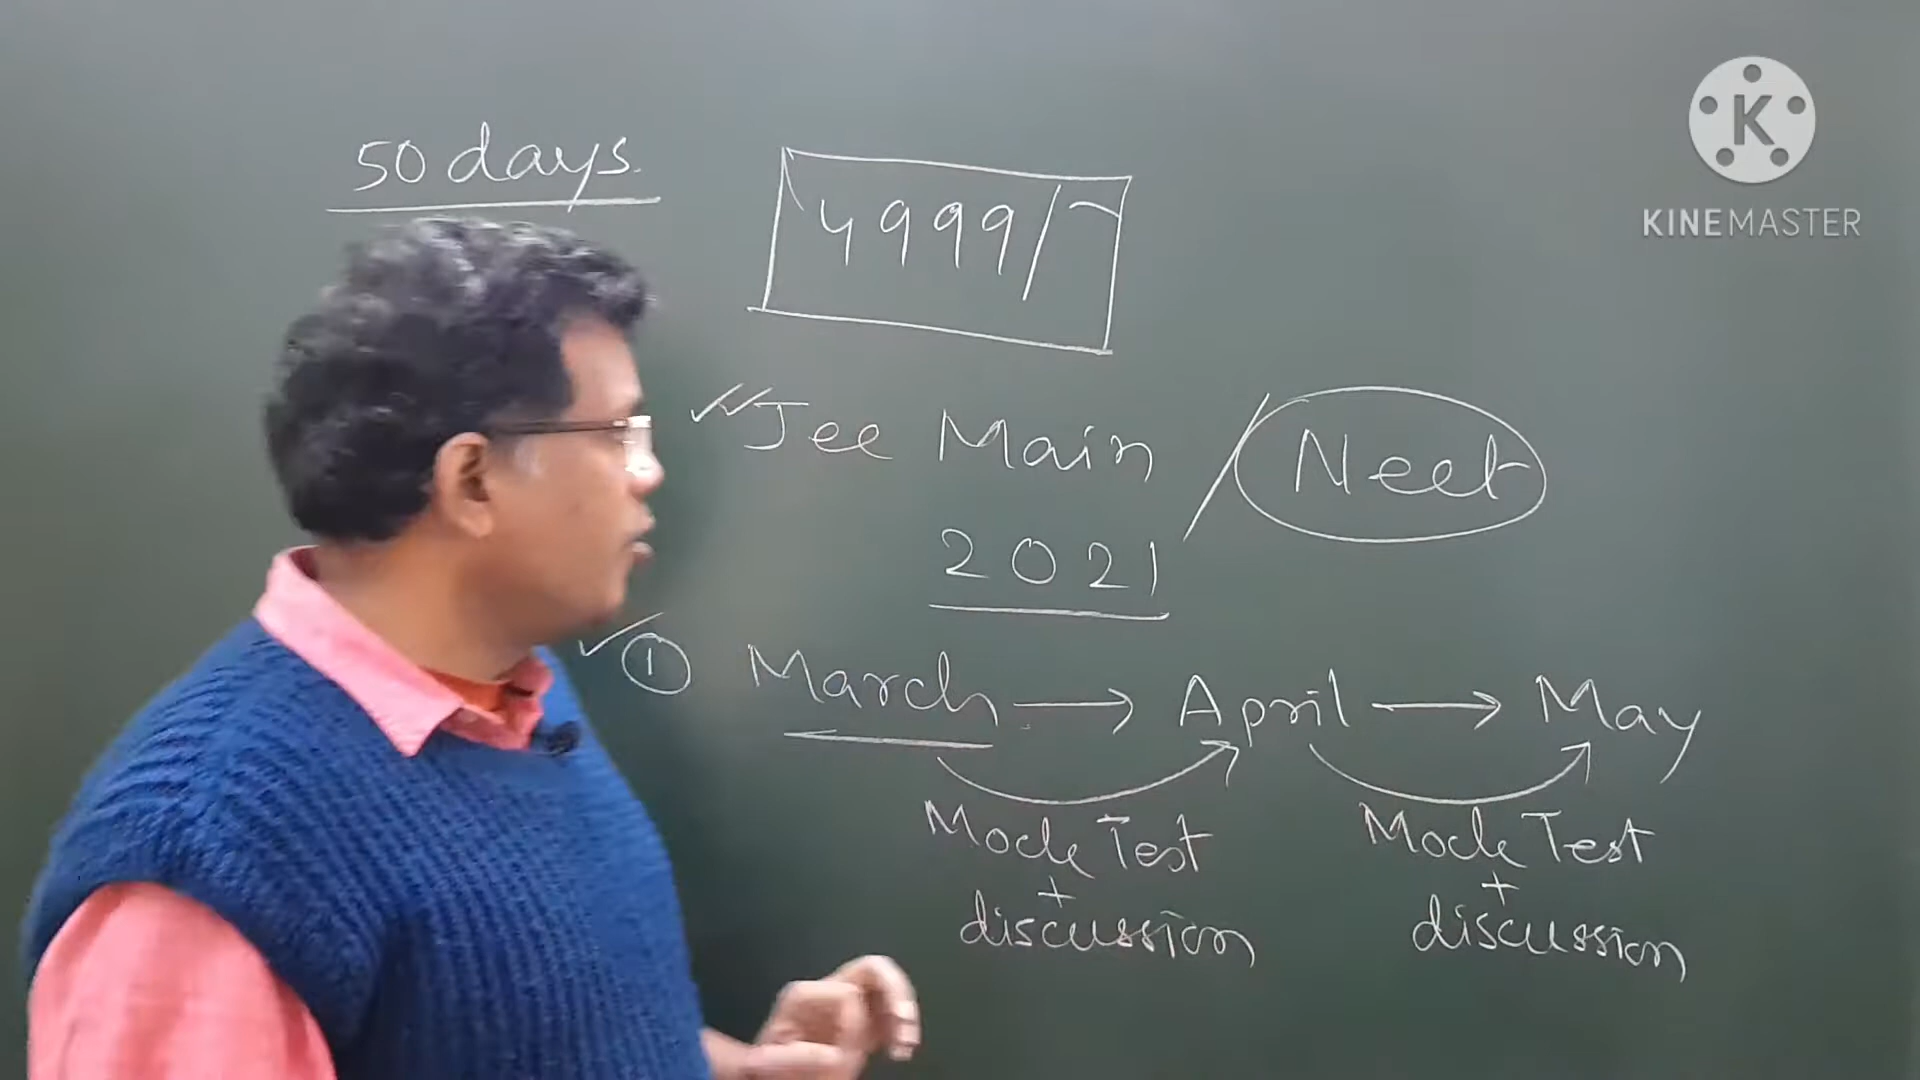 50 days.
4999/-
Jee Main / Neet
2021
① March → April → May
Mock Test Mock Test
+ +
discussion discussion
K
KINEMASTER